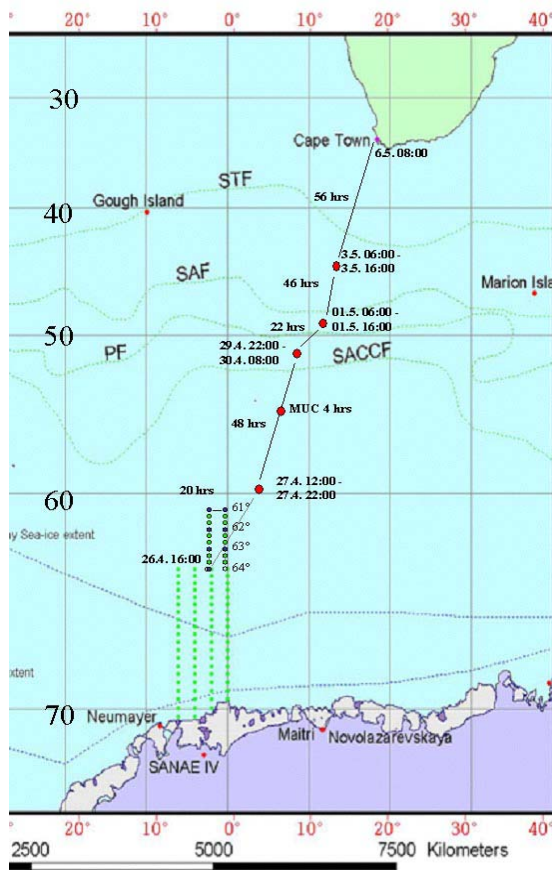 20° 10° 0° 10° 20° 30° 40°
30
Cape Town
6.5. 08:00
STF
56 hrs
Gough Island
40
3.5. 06:00 -
3.5. 16:00
SAF
46 hrs
Marion Isla
01.5. 06:00 -
01.5. 16:00
22 hrs
50
PF
29.4. 22:00 -
30.4. 08:00
SACCF
MUC 4 hrs
48 hrs
27.4. 12:00 -
27.4. 22:00
60
20 hrs
61°
62°
y Sea-ice extent
63°
26.4. 16:00
64°
xtent
70
Neumayer
Maitri
Novolazarevskaya
SANAE IV
20° 10° 0° 10° 20° 30° 40°
2500 5000 7500 Kilometers